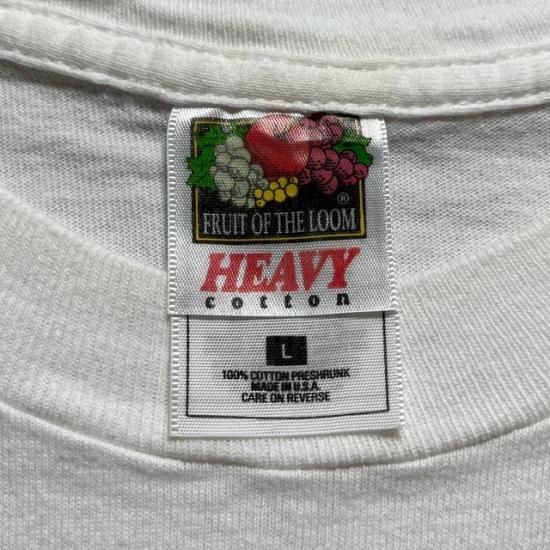 FRUIT OF THE LOOM ®
HEAVY
cotton
L
100% COTTON PRESHRUNK
MADE IN U.S.A.
CARE ON REVERSE